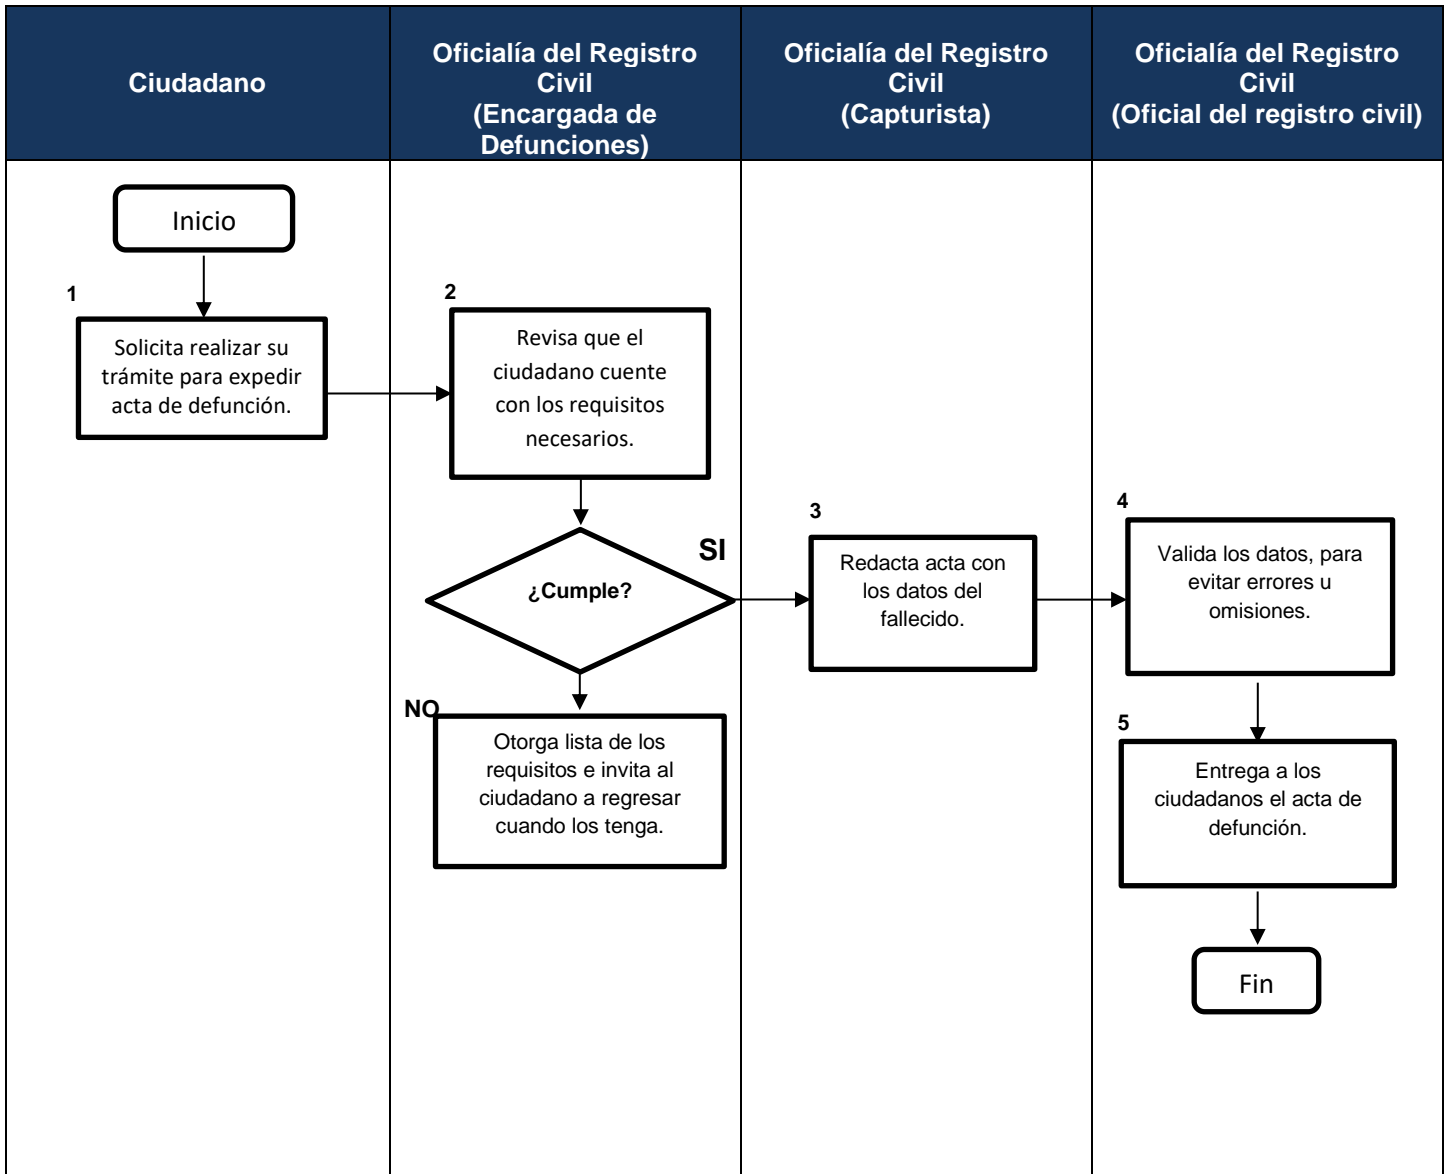 Ciudadano
Oficialía del Registro
Civil
(Encargada de
Defunciones)
Oficialía del Registro
Civil
(Capturista)
Oficialía del Registro
Civil
(Oficial del registro civil)
Inicio
1
Solicita realizar su
trámite para expedir
acta de defunción.
2
Revisa que el
ciudadano cuente
con los requisitos
necesarios.
¿Cumple?
SI
NO
Otorga lista de los
requisitos e invita al
ciudadano a regresar
cuando los tenga.
3
Redacta acta con
los datos del
fallecido.
4
Valida los datos, para
evitar errores u
omisiones.
5
Entrega a los
ciudadanos el acta de
defunción.
Fin